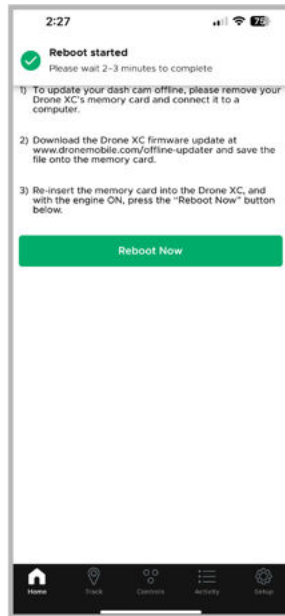 2:27
75
Reboot started
Please wait 2–3 minutes to complete
1) To update your dash cam offline, please remove your
Drone XC's memory card and connect it to a
computer.
2) Download the Drone XC firmware update at
www.dronemobile.com/offline-updater and save the
file onto the memory card.
3) Re-insert the memory card into the Drone XC, and
with the engine ON, press the “Reboot Now” button
below.
Reboot Now
Home Track Controls Activity Setup